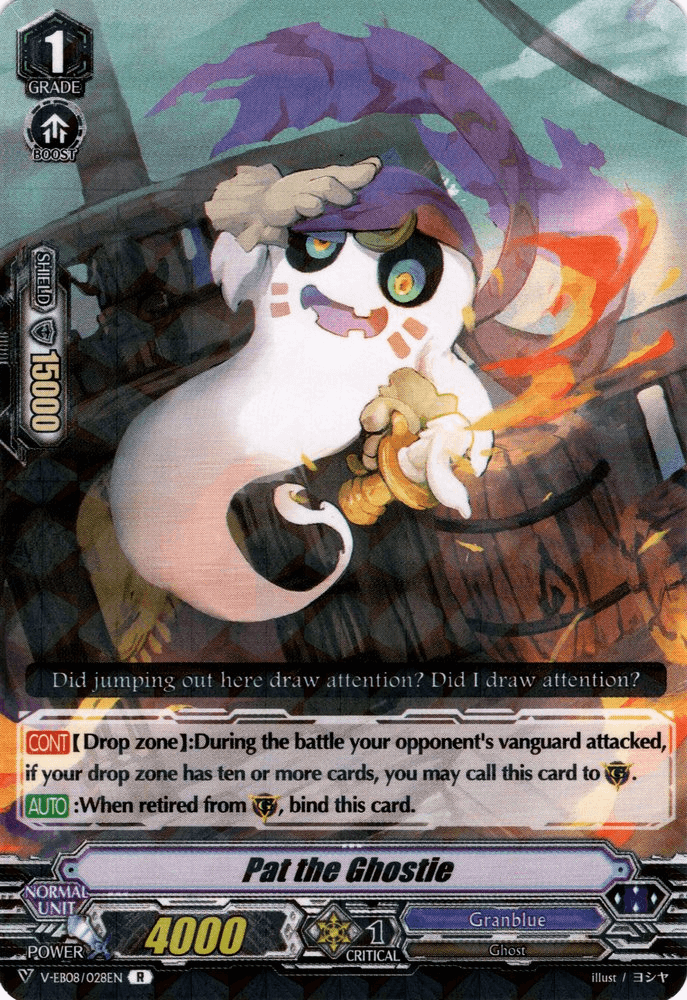 1
GRADE
BOOST
SHIELD
15000
Did jumping out here draw attention? Did I draw attention?
CONT【Drop zone】:During the battle your opponent's vanguard attacked,
if your drop zone has ten or more cards, you may call this card to G.
AUTO :When retired from G, bind this card.
Pat the Ghostie
NORMAL
UNIT
POWER
4000
1
CRITICAL
Granblue
Ghost
V-EB08/028EN R
illust / ヨシヤ